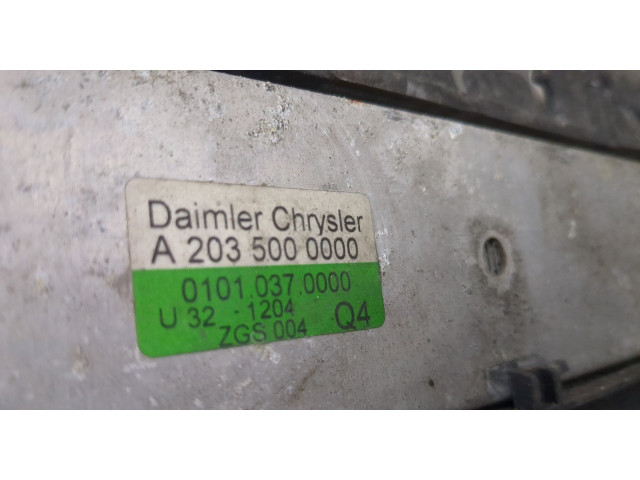 Daimler Chrysler
A 203 500 0000
0101.037.0000
U 32 - 1204 Q4
ZGS 004